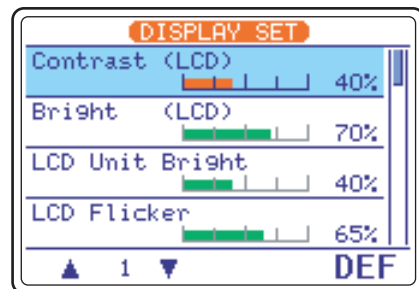 DISPLAY SET
Contrast (LCD)
40%
Bright (LCD)
70%
LCD Unit Bright
40%
LCD Flicker
65%
▲ 1 ▼ DEF